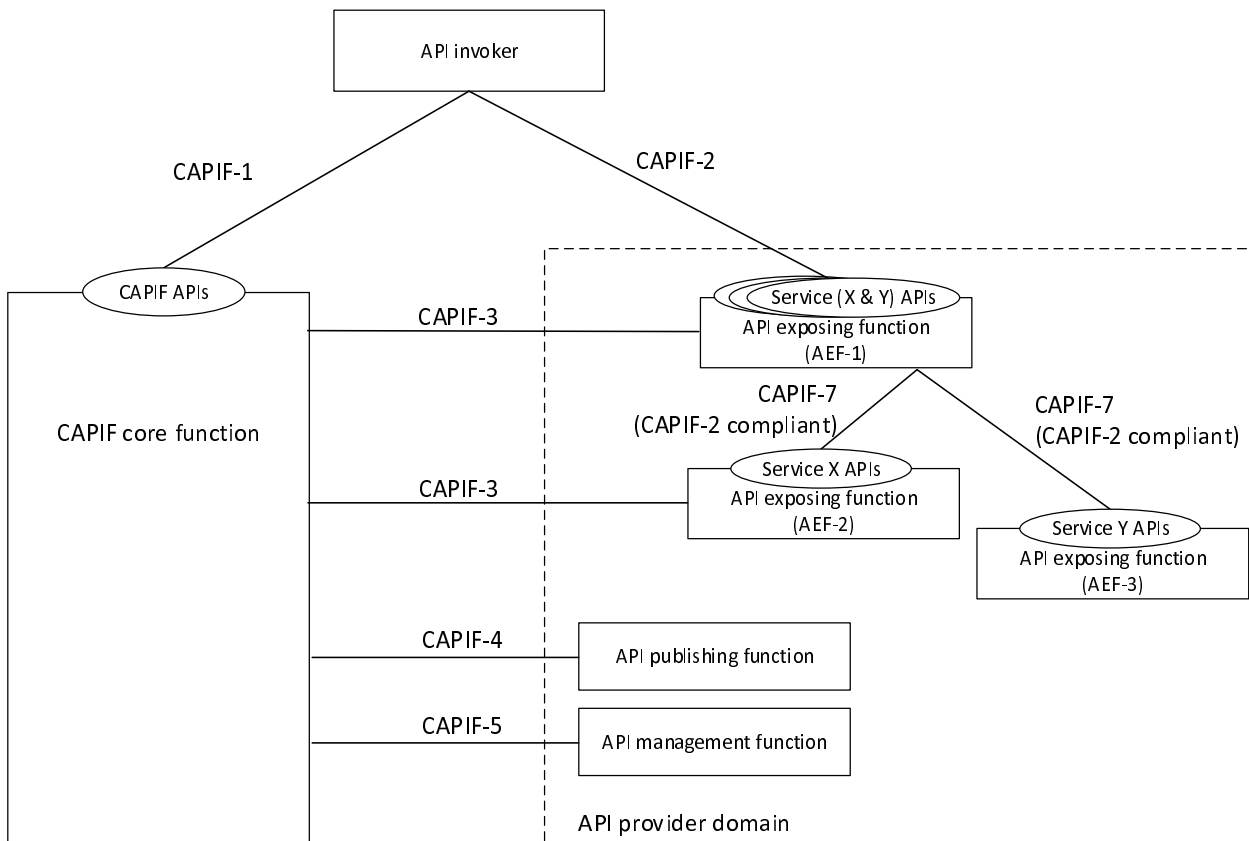 API invoker
CAPIF-1
CAPIF-2
CAPIF APIs
Service (X & Y) APIs
CAPIF-3
API exposing function
(AEF-1)
CAPIF-7
(CAPIF-2 compliant)
CAPIF-7
(CAPIF-2 compliant)
CAPIF core function
Service X APIs
CAPIF-3
API exposing function
(AEF-2)
Service Y APIs
API exposing function
(AEF-3)
CAPIF-4
API publishing function
CAPIF-5
API management function
API provider domain